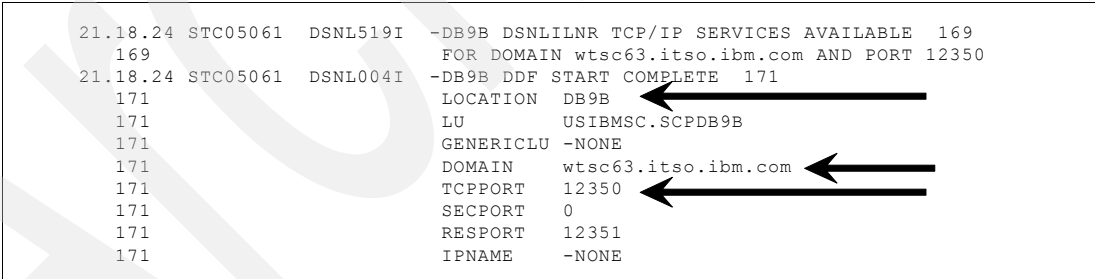 21.18.24 STC05061  DSNL519I  -DB9B DSNLILNR TCP/IP SERVICES AVAILABLE  169
169  FOR DOMAIN wtsc63.itso.ibm.com AND PORT 12350
21.18.24 STC05061  DSNL004I  -DB9B DDF START COMPLETE  171
171  LOCATION  DB9B
171  LU  USIBMSC.SCPDB9B
171  GENERICLU -NONE
171  DOMAIN  wtsc63.itso.ibm.com
171  TCPPORT  12350
171  SECPORT  0
171  RESPORT  12351
171  IPNAME  -NONE